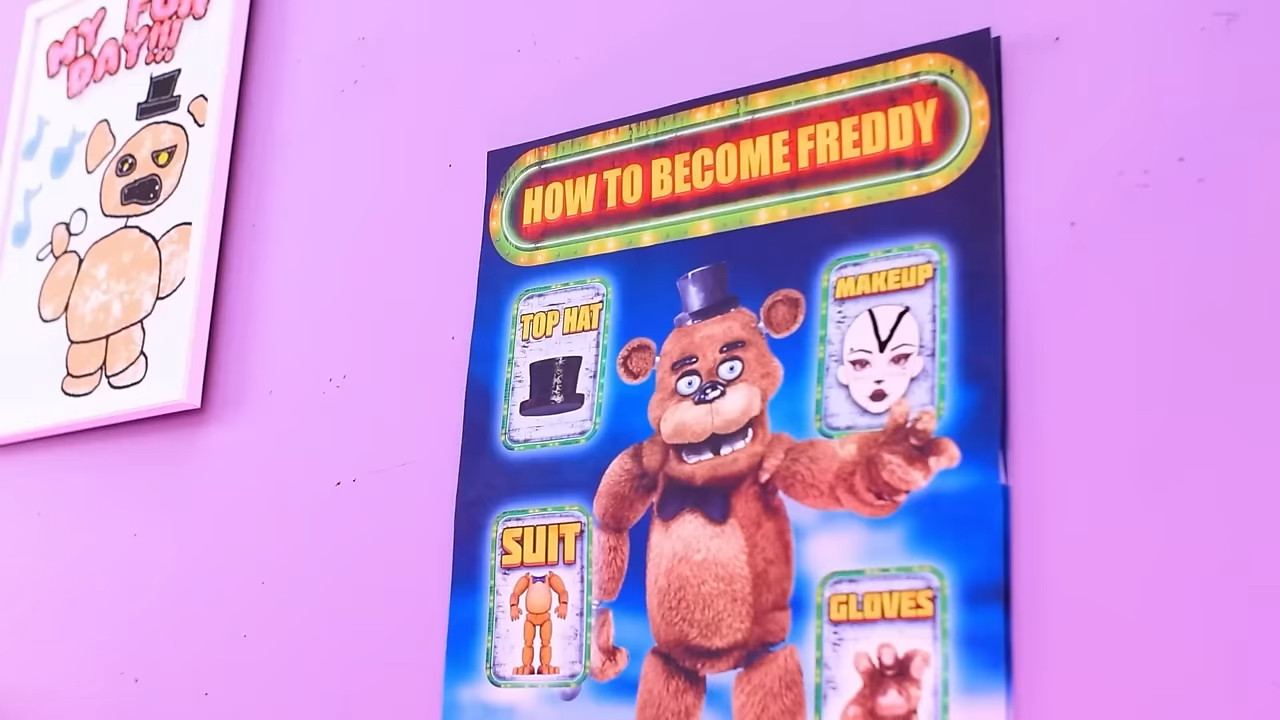 MY FUN
DAY!!!
HOW TO BECOME FREDDY
TOP HAT
MAKEUP
SUIT
GLOVES